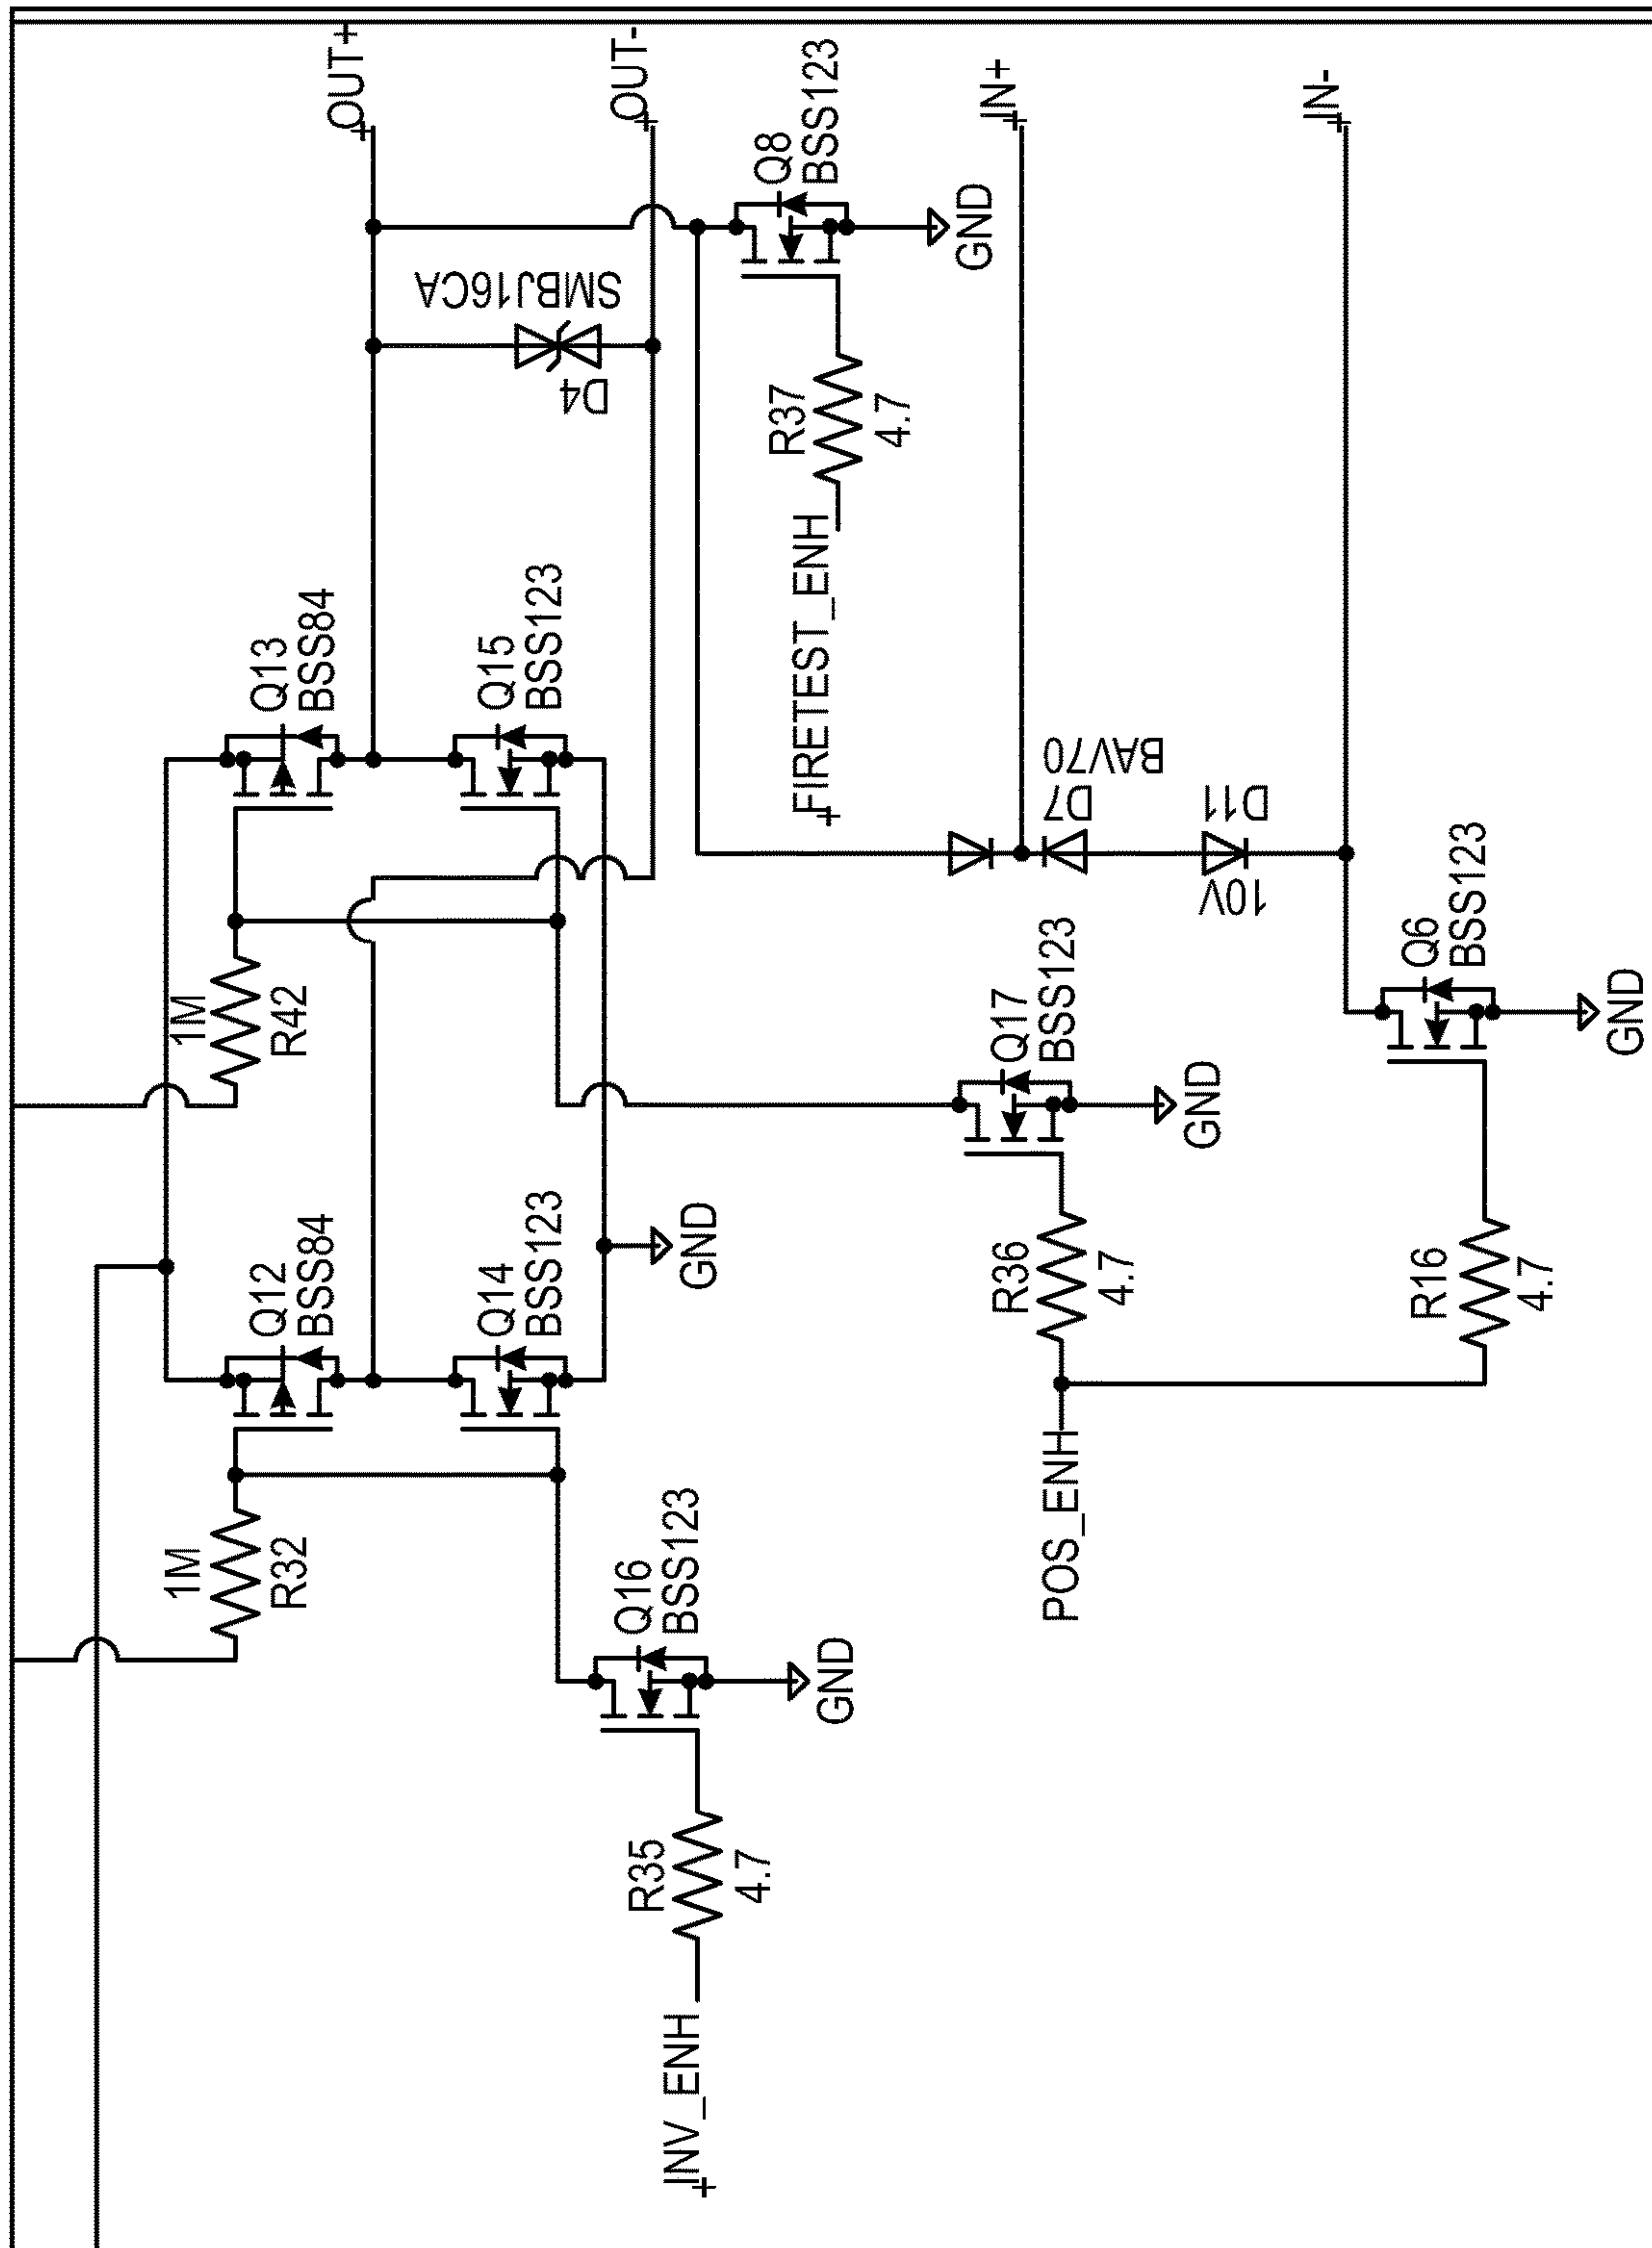 OUT+
OUT-
Q8
BSS123
IN+
IN-
GND
SMBJ16CA
D4
R37
4.7
FIRETEST_ENH
Q13
BSS84
Q15
BSS123
BAV70
D7
D11
10V
1M
R42
Q17
BSS123
Q6
BSS123
GND
GND
Q12
BSS84
Q14
BSS123
GND
R36
4.7
R16
4.7
POS_ENH
1M
R32
Q16
BSS123
GND
R35
4.7
INV_ENH